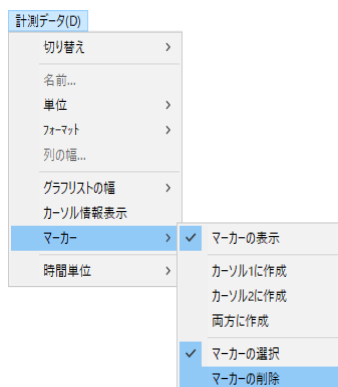 計測データ(D)
切り替え
名前...
単位
フォーマット
列の幅...
グラフリストの幅
カーソル情報表示
マーカー
時間単位
マーカーの表示
カーソル1に作成
カーソル2に作成
両方に作成
マーカーの選択
マーカーの削除